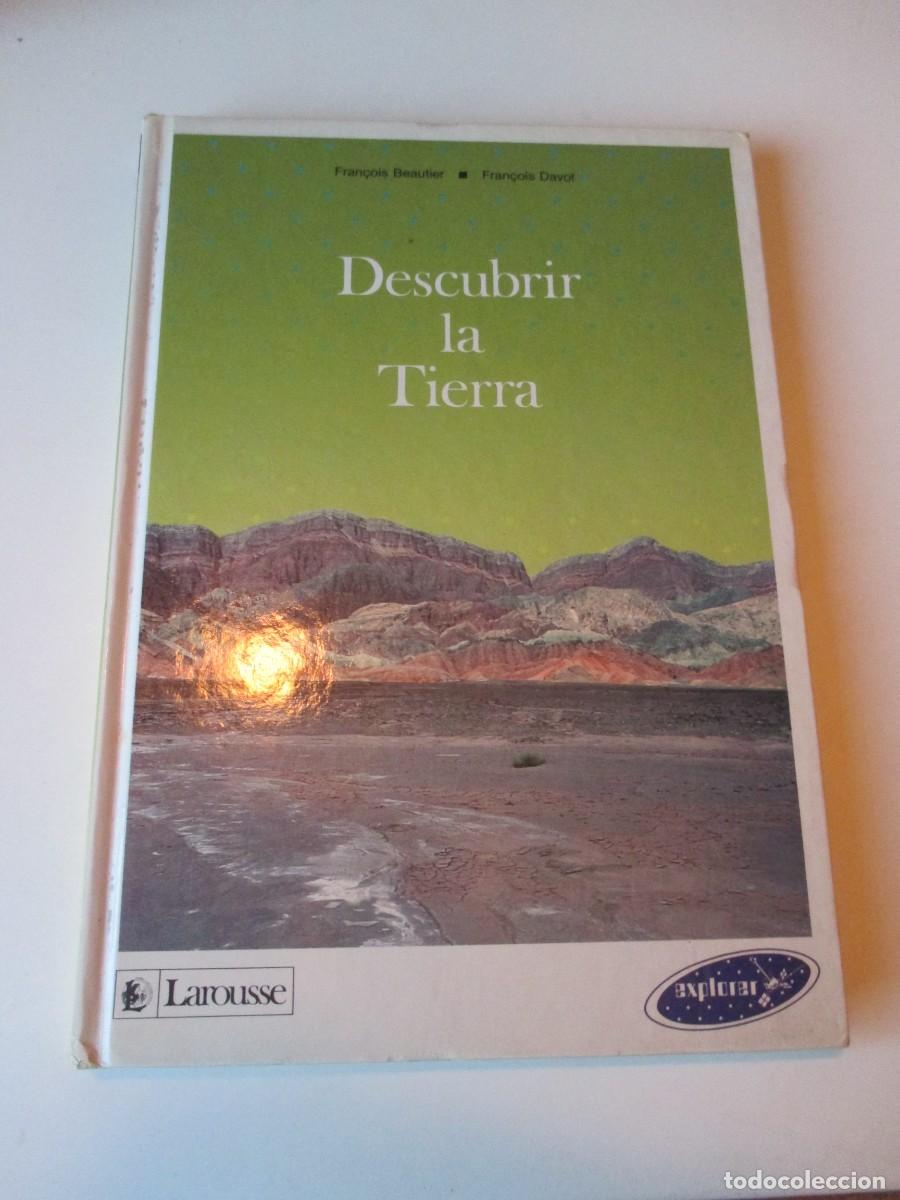 François Beautier ■ François Davot
Descubrir
la
Tierra
Larousse
explorer
todocoleccion